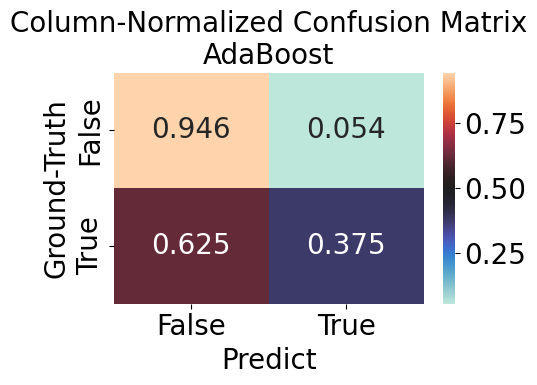 Column-Normalized Confusion Matrix
AdaBoost
Ground-Truth
False
True
0.946
0.054
0.625
0.375
0.75
0.50
0.25
False
True
Predict